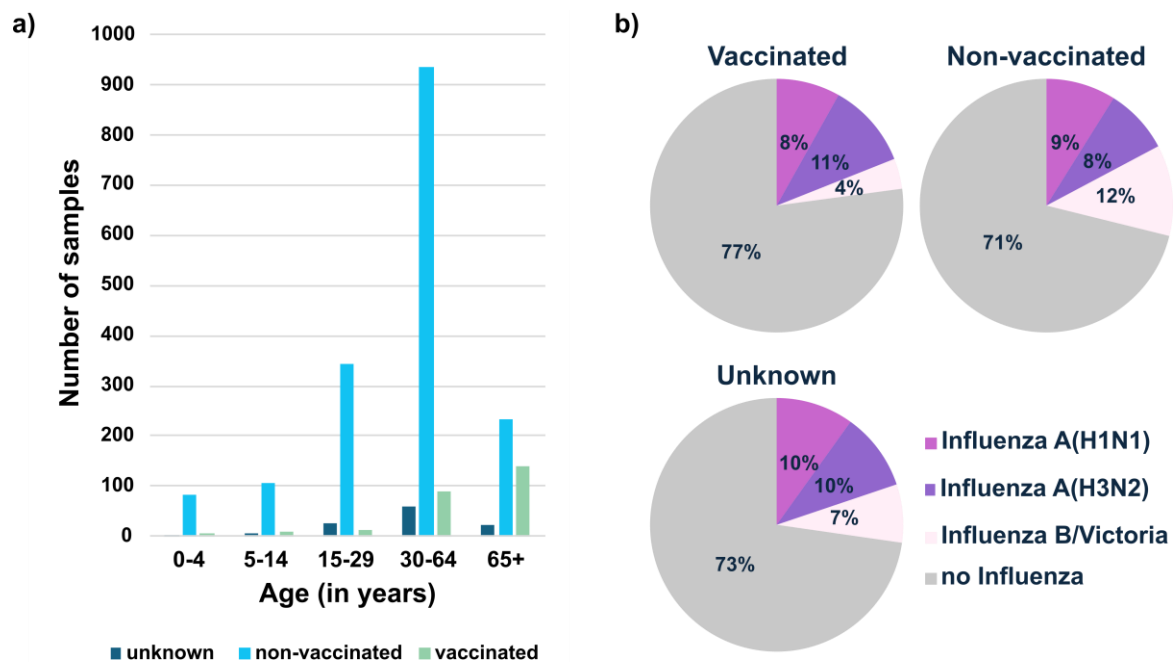 a)
Number of samples
1000
900
800
700
600
500
400
300
200
100
0
0-4 5-14 15-29 30-64 65+
Age (in years)
unknown non-vaccinated vaccinated
b)
Vaccinated
8%
11%
4%
77%
Non-vaccinated
9%
8%
12%
71%
Unknown
10%
10%
7%
73%
Influenza A(H1N1)
Influenza A(H3N2)
Influenza B/Victoria
no Influenza